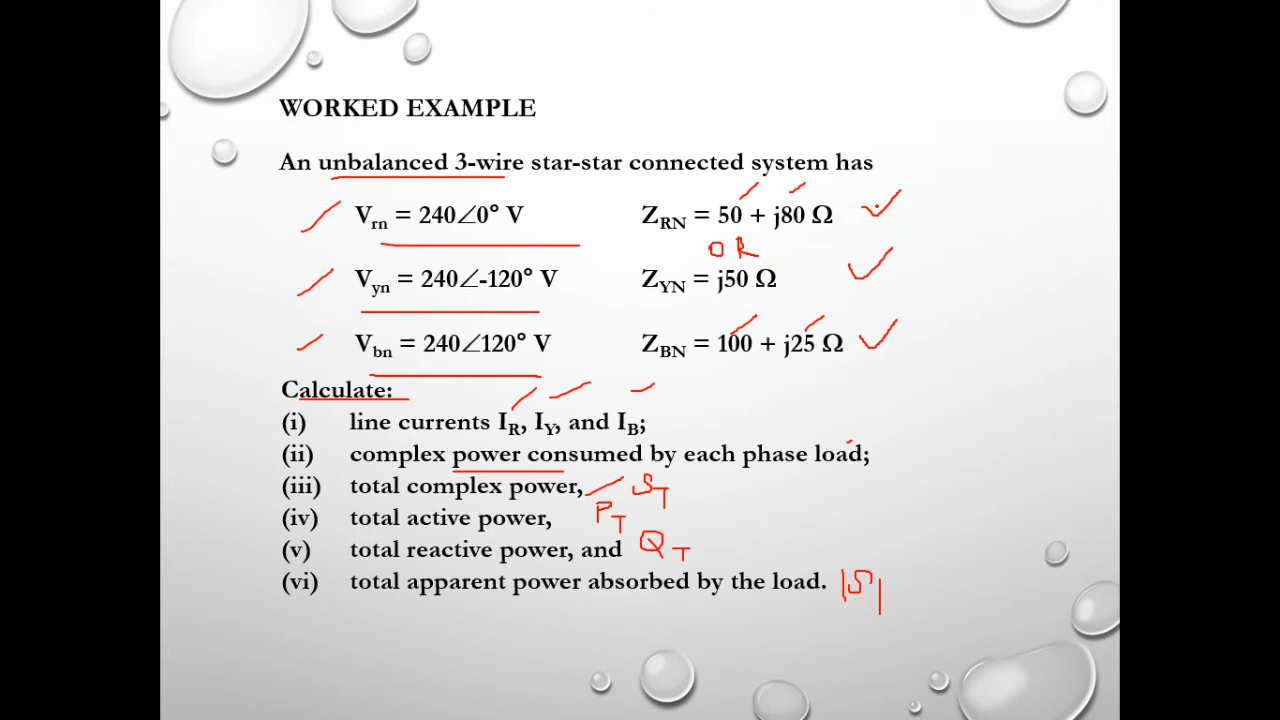 WORKED EXAMPLE
An unbalanced 3-wire star-star connected system has
Vrn = 240∠0° V ZRN = 50 + j80 Ω
OR
Vyn = 240∠-120° V ZYN = j50 Ω
Vbn = 240∠120° V ZBN = 100 + j25 Ω
Calculate:
(i) line currents IR, IY, and IB;
(ii) complex power consumed by each phase load;
(iii) total complex power, ST
(iv) total active power, PT
(v) total reactive power, and QT
(vi) total apparent power absorbed by the load. |S|